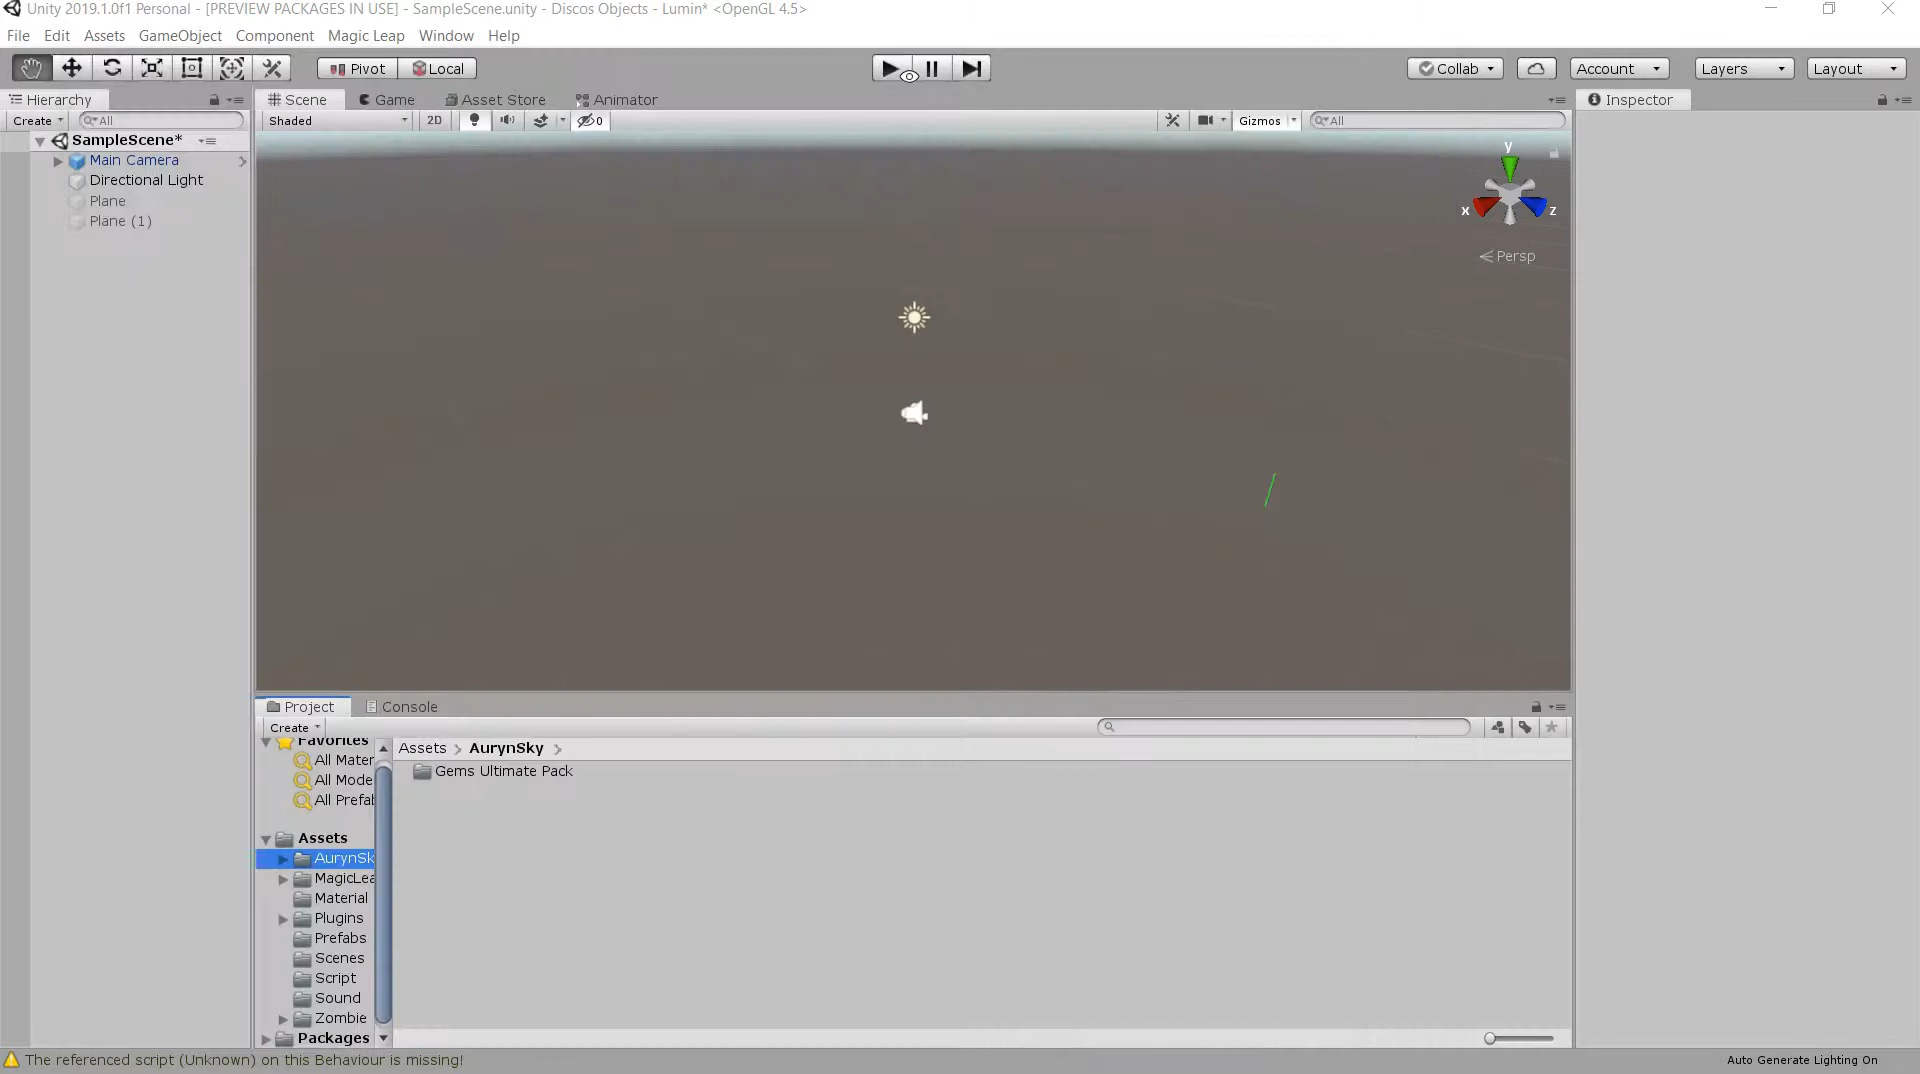 Unity 2019.1.0f1 Personal - [PREVIEW PACKAGES IN USE] - SampleScene.unity - Discos Objects - Lumin* <OpenGL 4.5>
File Edit Assets GameObject Component Magic Leap Window Help
Pivot Local Collab Account Layers Layout
Hierarchy Scene Game Asset Store Animator Inspector
Create All Shaded 2D 0 Gizmos All
SampleScene*
Main Camera
Directional Light
Plane
Plane (1)
y
x z
Persp
Project Console
Create
Favorites
All Mater
All Mode
All Prefab
Assets
AurynSk
MagicLea
Material
Plugins
Prefabs
Scenes
Script
Sound
Zombie
Packages
Assets > AurynSky >
Gems Ultimate Pack
The referenced script (Unknown) on this Behaviour is missing!
Auto Generate Lighting On